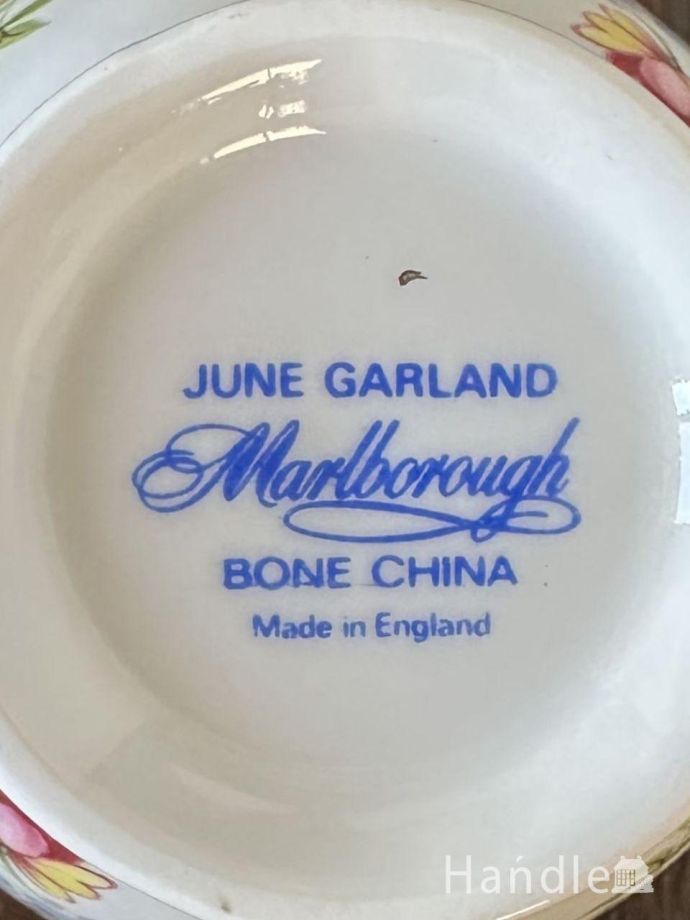 JUNE GARLAND
Marlborough
BONE CHINA
Made in England
Handle